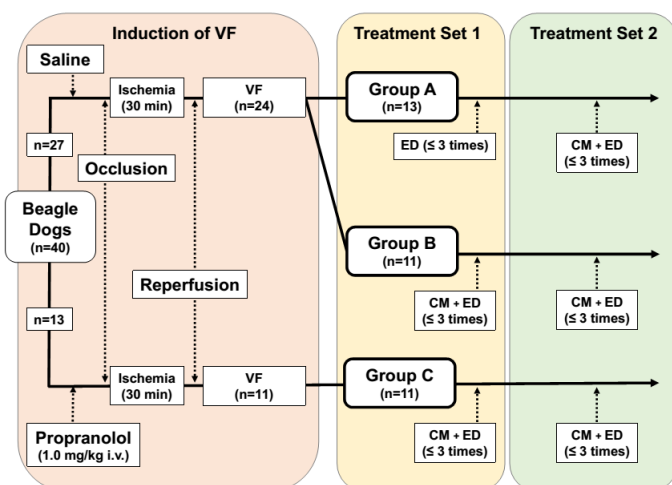 Induction of VF
Treatment Set 1
Treatment Set 2
Saline
Ischemia
(30 min)
VF
(n=24)
Group A
(n=13)
ED (≤ 3 times)
CM + ED
(≤ 3 times)
n=27
Occlusion
Beagle
Dogs
(n=40)
Group B
(n=11)
Reperfusion
CM + ED
(≤ 3 times)
CM + ED
(≤ 3 times)
n=13
Ischemia
(30 min)
VF
(n=11)
Group C
(n=11)
Propranolol
(1.0 mg/kg i.v.)
CM + ED
(≤ 3 times)
CM + ED
(≤ 3 times)